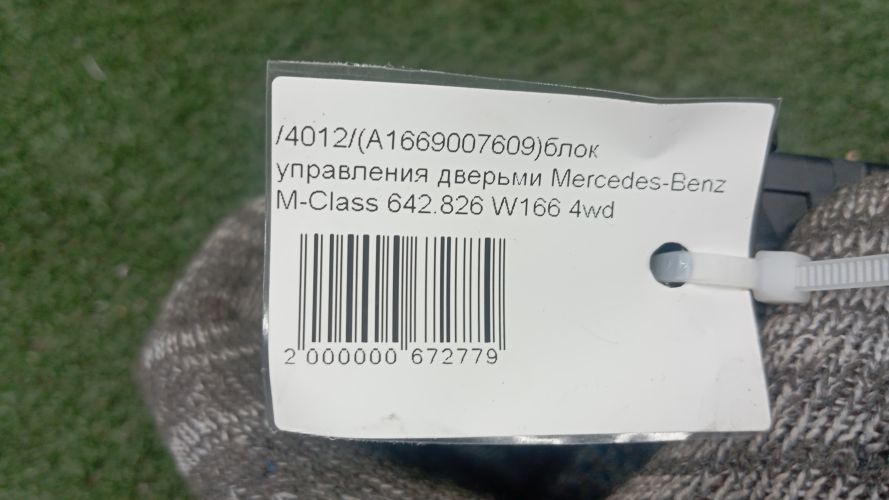 /4012/(A1669007609)блок
управления дверьми Mercedes-Benz
M-Class 642.826 W166 4wd
2 000000 672779